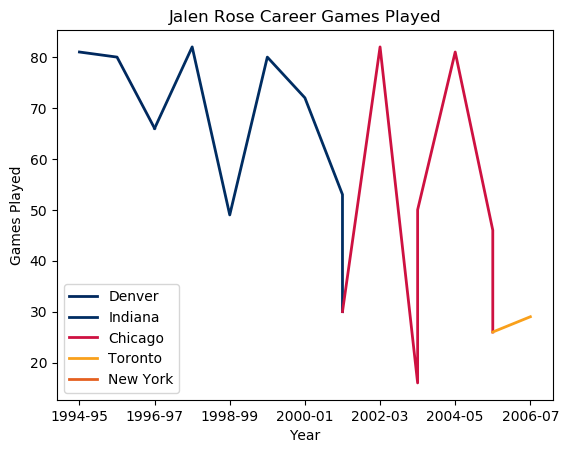 Jalen Rose Career Games Played
80
70
60
50
40
30
20
Games Played
Denver
Indiana
Chicago
Toronto
New York
1994-95 1996-97 1998-99 2000-01 2002-03 2004-05 2006-07
Year